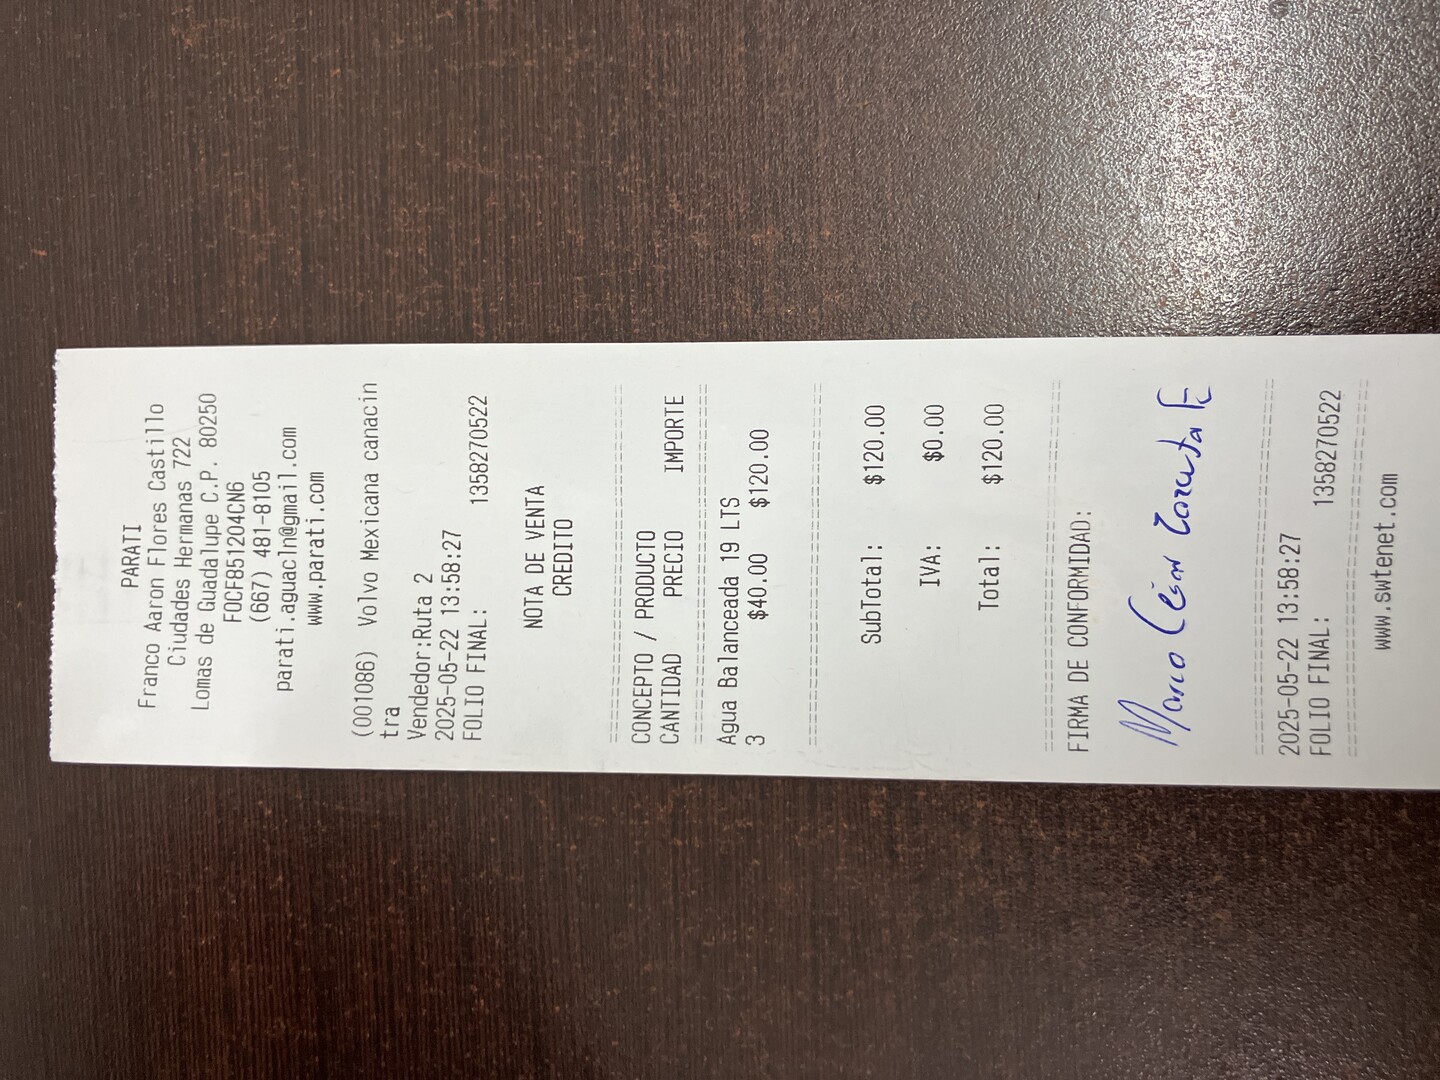 PARATI
Franco Aaron Flores Castillo
Ciudades Hermanas 722
Lomas de Guadalupe C.P. 80250
FOCF851204CN6
(667) 481-8105
parati.aguacln@gmail.com
www.parati.com
(001086) Volvo Mexicana canacin
tra
Vendedor:Ruta 2
2025-05-22 13:58:27
FOLIO FINAL: 1358270522
NOTA DE VENTA
CREDITO
CONCEPTO / PRODUCTO
CANTIDAD PRECIO IMPORTE
Agua Balanceada 19 LTS
3 $40.00 $120.00
SubTotal: $120.00
IVA: $0.00
Total: $120.00
FIRMA DE CONFORMIDAD:
Marco César
2025-05-22 13:58:27
FOLIO FINAL: 1358270522
www.swtenet.com